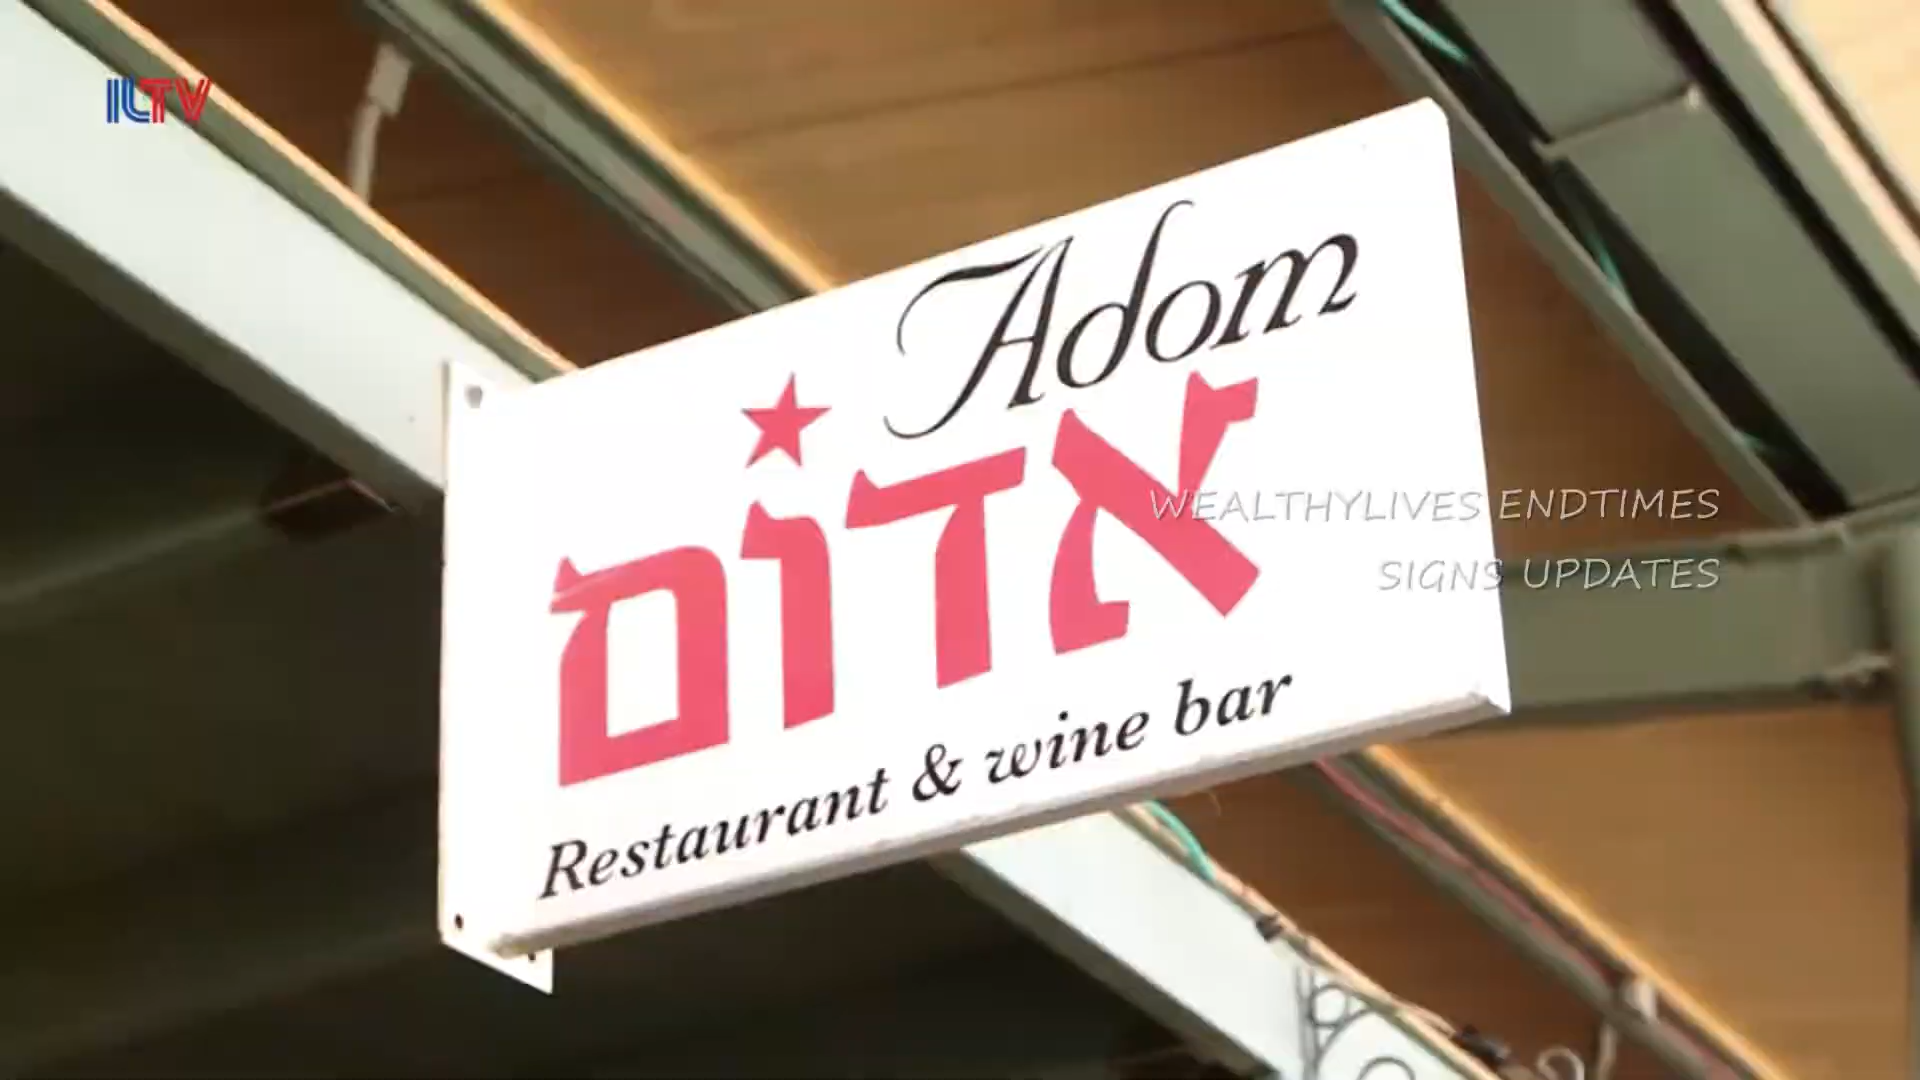 ILTV
Adom
אדום
Restaurant & wine bar
WEALTHYLIVES ENDTIMES
SIGNS UPDATES